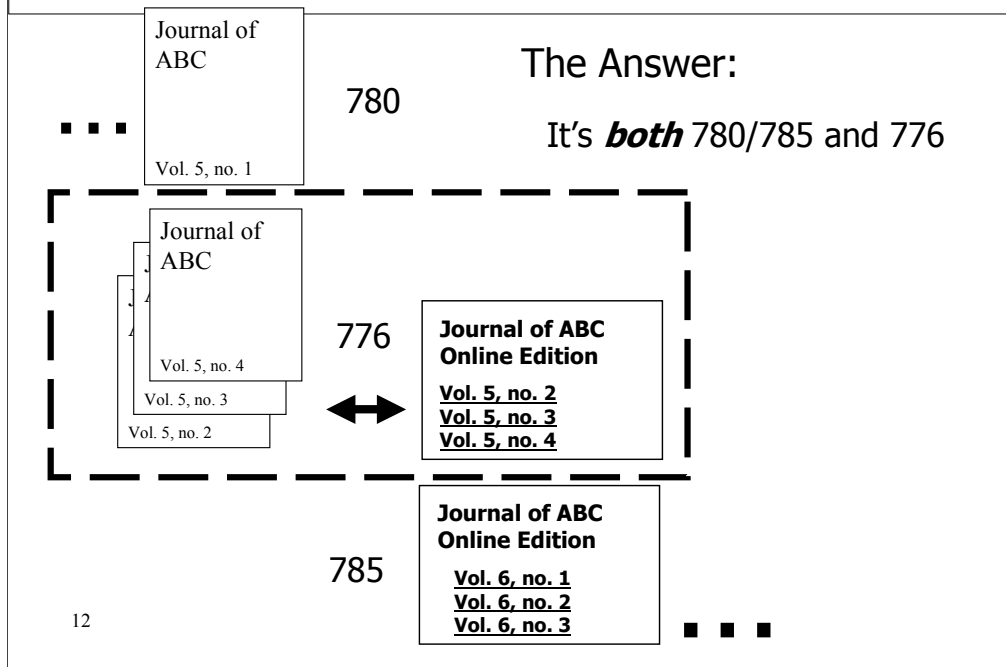 Journal of
ABC
Vol. 5, no. 1
780
The Answer:
It's both 780/785 and 776
Journal of
ABC
Vol. 5, no. 4
J
A
Vol. 5, no. 3
J
A
Vol. 5, no. 2
776
Journal of ABC
Online Edition
Vol. 5, no. 2
Vol. 5, no. 3
Vol. 5, no. 4
785
Journal of ABC
Online Edition
Vol. 6, no. 1
Vol. 6, no. 2
Vol. 6, no. 3
12